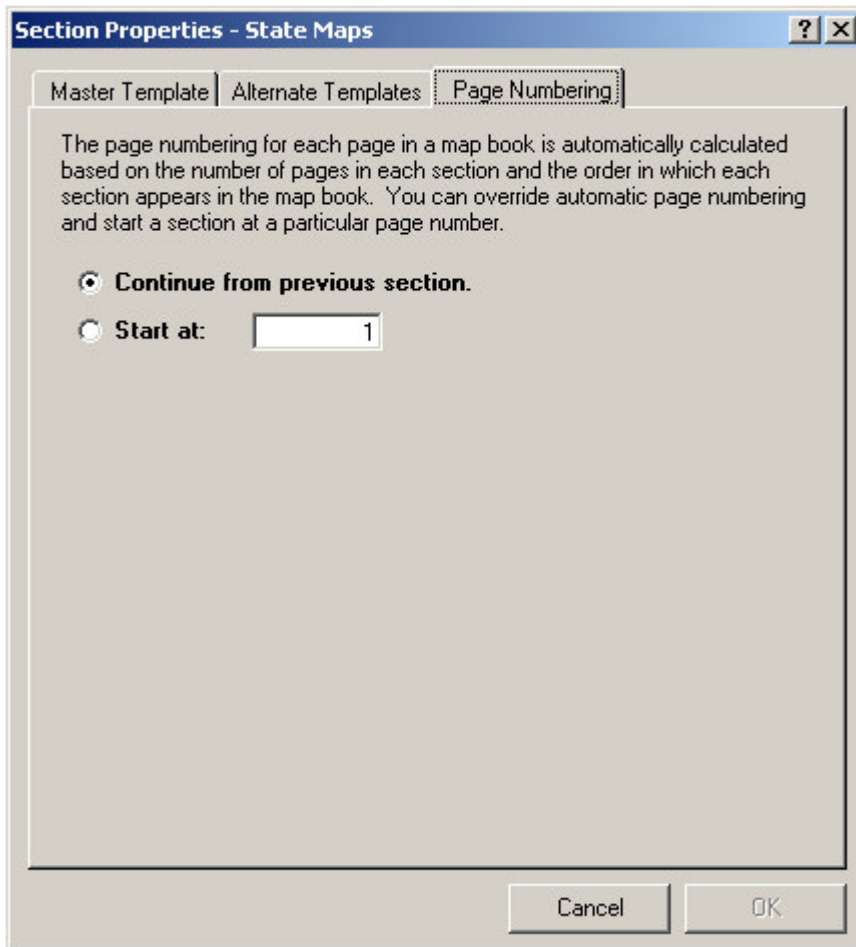 Section Properties - State Maps
Master Template Alternate Templates Page Numbering
The page numbering for each page in a map book is automatically calculated
based on the number of pages in each section and the order in which each
section appears in the map book.  You can override automatic page numbering
and start a section at a particular page number.
Continue from previous section.
Start at: 1
Cancel OK